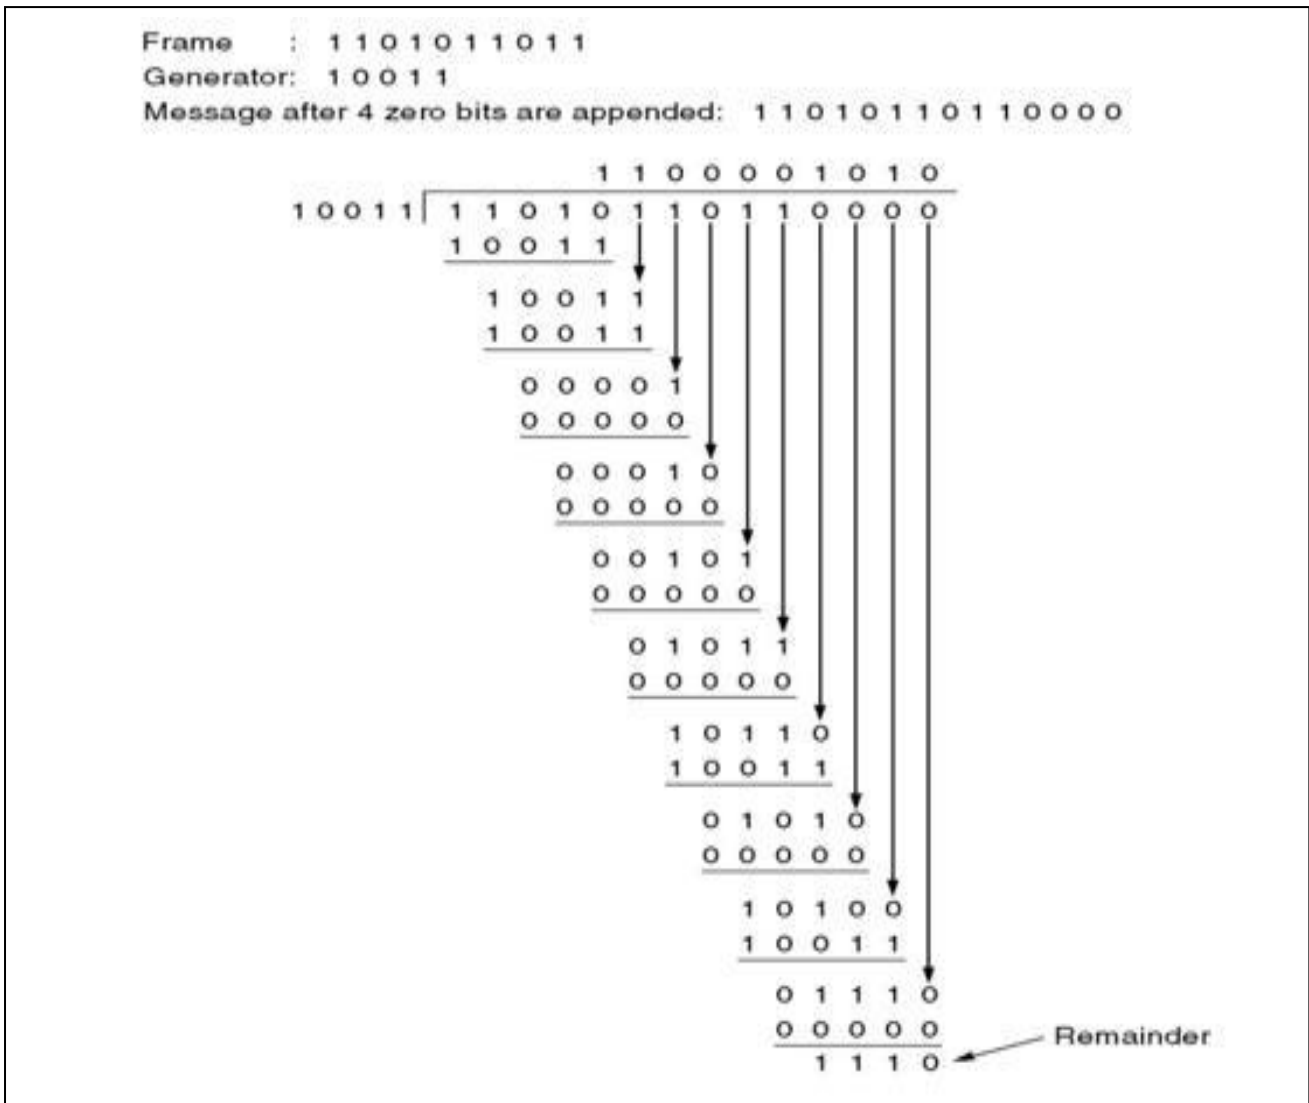 Frame : 1 1 0 1 0 1 1 0 1 1
Generator: 1 0 0 1 1
Message after 4 zero bits are appended: 1 1 0 1 0 1 1 0 1 1 0 0 0 0
1 1 0 0 0 0 1 0 1 0
1 0 0 1 1 1 1 0 1 0 1 1 0 1 1 0 0 0 0
1 0 0 1 1
1 0 0 1 1
1 0 0 1 1
0 0 0 0 1
0 0 0 0 0
0 0 0 1 0
0 0 0 0 0
0 0 1 0 1
0 0 0 0 0
0 1 0 1 1
0 0 0 0 0
1 0 1 1 0
1 0 0 1 1
0 1 0 1 0
0 0 0 0 0
1 0 1 0 0
1 0 0 1 1
0 1 1 1 0
0 0 0 0 0
Remainder
1 1 1 0